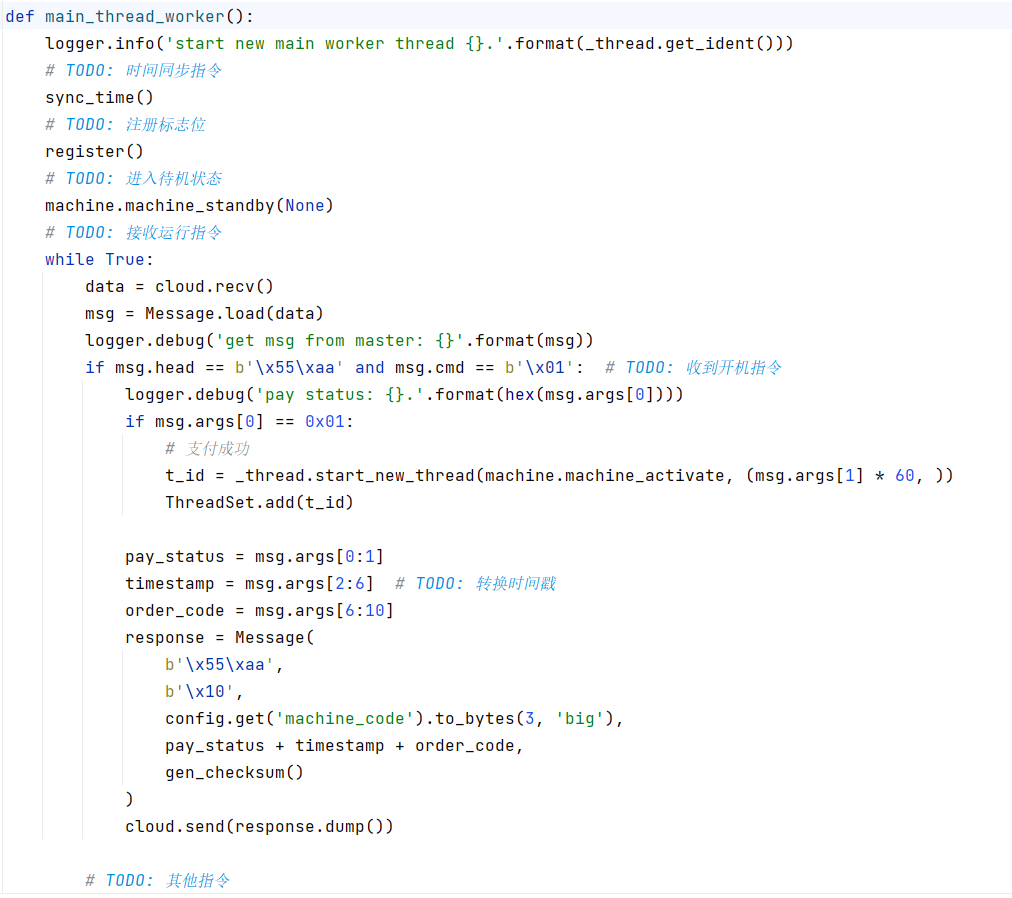 def main_thread_worker():
    logger.info('start new main worker thread {}.'.format(_thread.get_ident()))
    # TODO: 时间同步指令
    sync_time()
    # TODO: 注册标志位
    register()
    # TODO: 进入待机状态
    machine.machine_standby(None)
    # TODO: 接收运行指令
    while True:
        data = cloud.recv()
        msg = Message.load(data)
        logger.debug('get msg from master: {}'.format(msg))
        if msg.head == b'\x55\xaa' and msg.cmd == b'\x01':  # TODO: 收到开机指令
            logger.debug('pay status: {}.'.format(hex(msg.args[0])))
            if msg.args[0] == 0x01:
                # 支付成功
                t_id = _thread.start_new_thread(machine.machine_activate, (msg.args[1] * 60, ))
                ThreadSet.add(t_id)

            pay_status = msg.args[0:1]
            timestamp = msg.args[2:6]  # TODO: 转换时间戳
            order_code = msg.args[6:10]
            response = Message(
                b'\x55\xaa',
                b'\x10',
                config.get('machine_code').to_bytes(3, 'big'),
                pay_status + timestamp + order_code,
                gen_checksum()
            )
            cloud.send(response.dump())

        # TODO: 其他指令